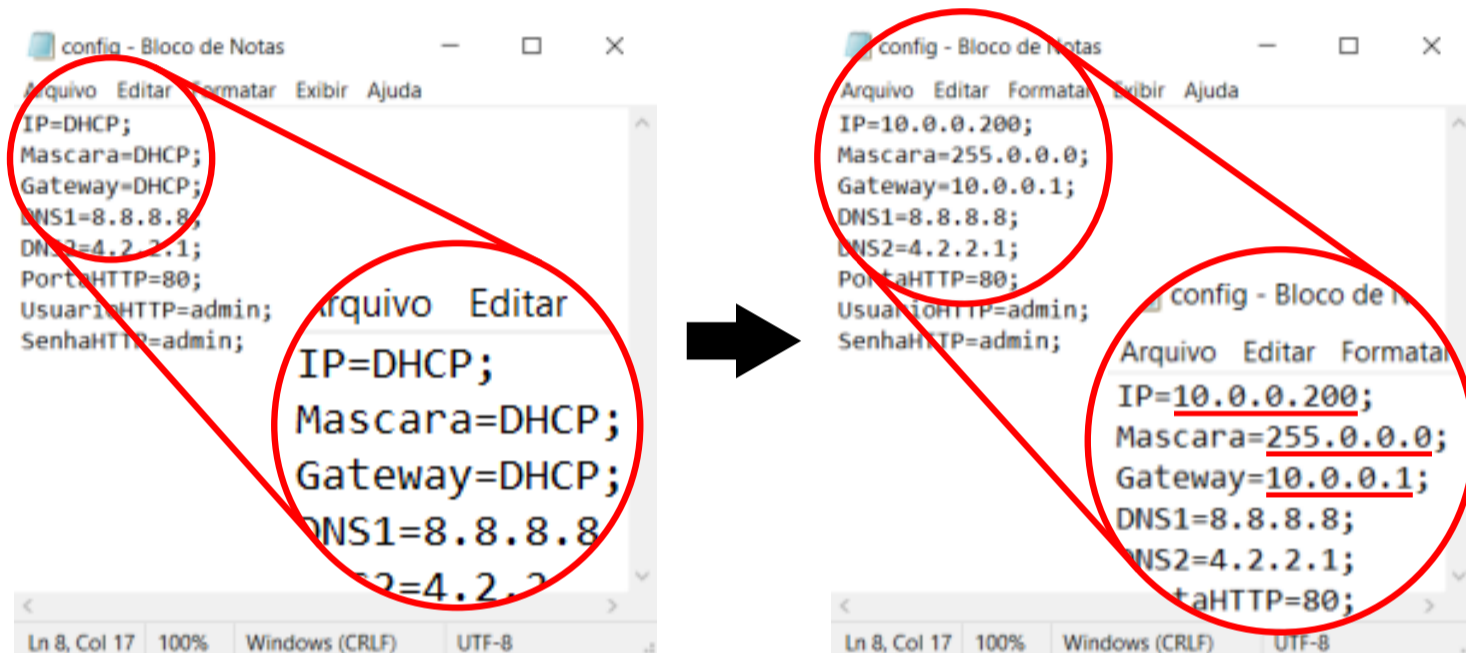 config - Bloco de Notas
Arquivo Editar Formatar Exibir Ajuda
IP=DHCP;
Mascara=DHCP;
Gateway=DHCP;
DNS1=8.8.8.8;
DNS2=4.2.2.1;
PortaHTTP=80;
UsuarioHTTP=admin;
SenhaHTTP=admin;
Ln 8, Col 17 100% Windows (CRLF) UTF-8
Arquivo Editar
IP=DHCP;
Mascara=DHCP;
Gateway=DHCP;
DNS1=8.8.8.8
2=4.2.2
config - Bloco de Notas
Arquivo Editar Formatar Exibir Ajuda
IP=10.0.0.200;
Mascara=255.0.0.0;
Gateway=10.0.0.1;
DNS1=8.8.8.8;
DNS2=4.2.2.1;
PortaHTTP=80;
UsuarioHTTP=admin;
SenhaHTTP=admin;
Ln 8, Col 17 100% Windows (CRLF) UTF-8
config - Bloco de
Arquivo Editar Formatar
IP=10.0.0.200;
Mascara=255.0.0.0;
Gateway=10.0.0.1;
DNS1=8.8.8.8;
DNS2=4.2.2.1;
taHTTP=80;